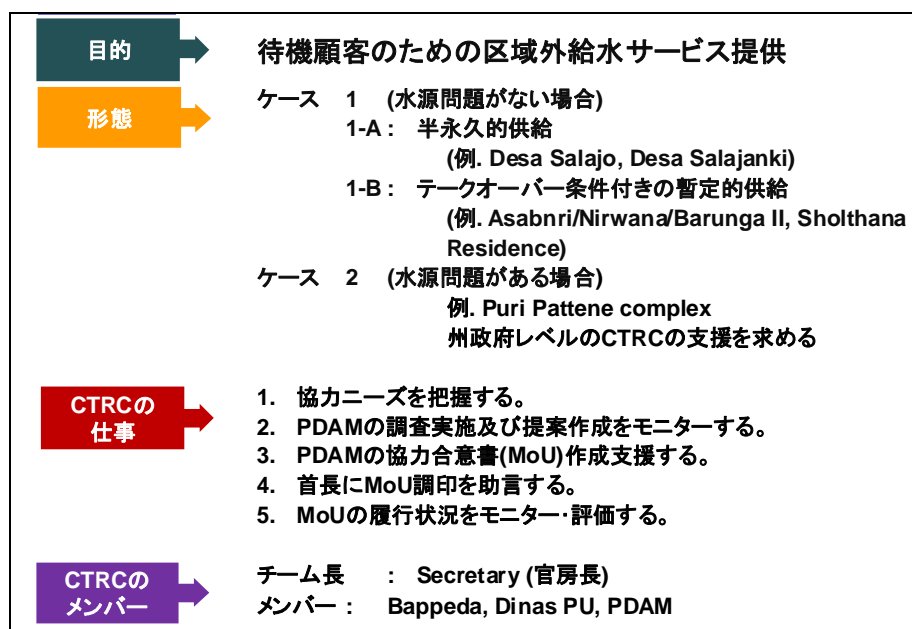 目的
待機顧客のための区域外給水サービス提供
形態
ケース 1 (水源問題がない場合)
1-A : 半永久的供給
(例. Desa Salajo, Desa Salajanki)
1-B : テークオーバー条件付きの暫定的供給
(例. Asabnri/Nirwana/Barunga II, Sholthana
Residence)
ケース 2 (水源問題がある場合)
例. Puri Pattene complex
州政府レベルのCTRCの支援を求める
CTRCの
仕事
1. 協力ニーズを把握する。
2. PDAMの調査実施及び提案作成をモニターする。
3. PDAMの協力合意書(MoU)作成支援する。
4. 首長にMoU調印を助言する。
5. MoUの履行状況をモニター・評価する。
CTRCの
メンバー
チーム長 : Secretary (官房長)
メンバー : Bappeda, Dinas PU, PDAM